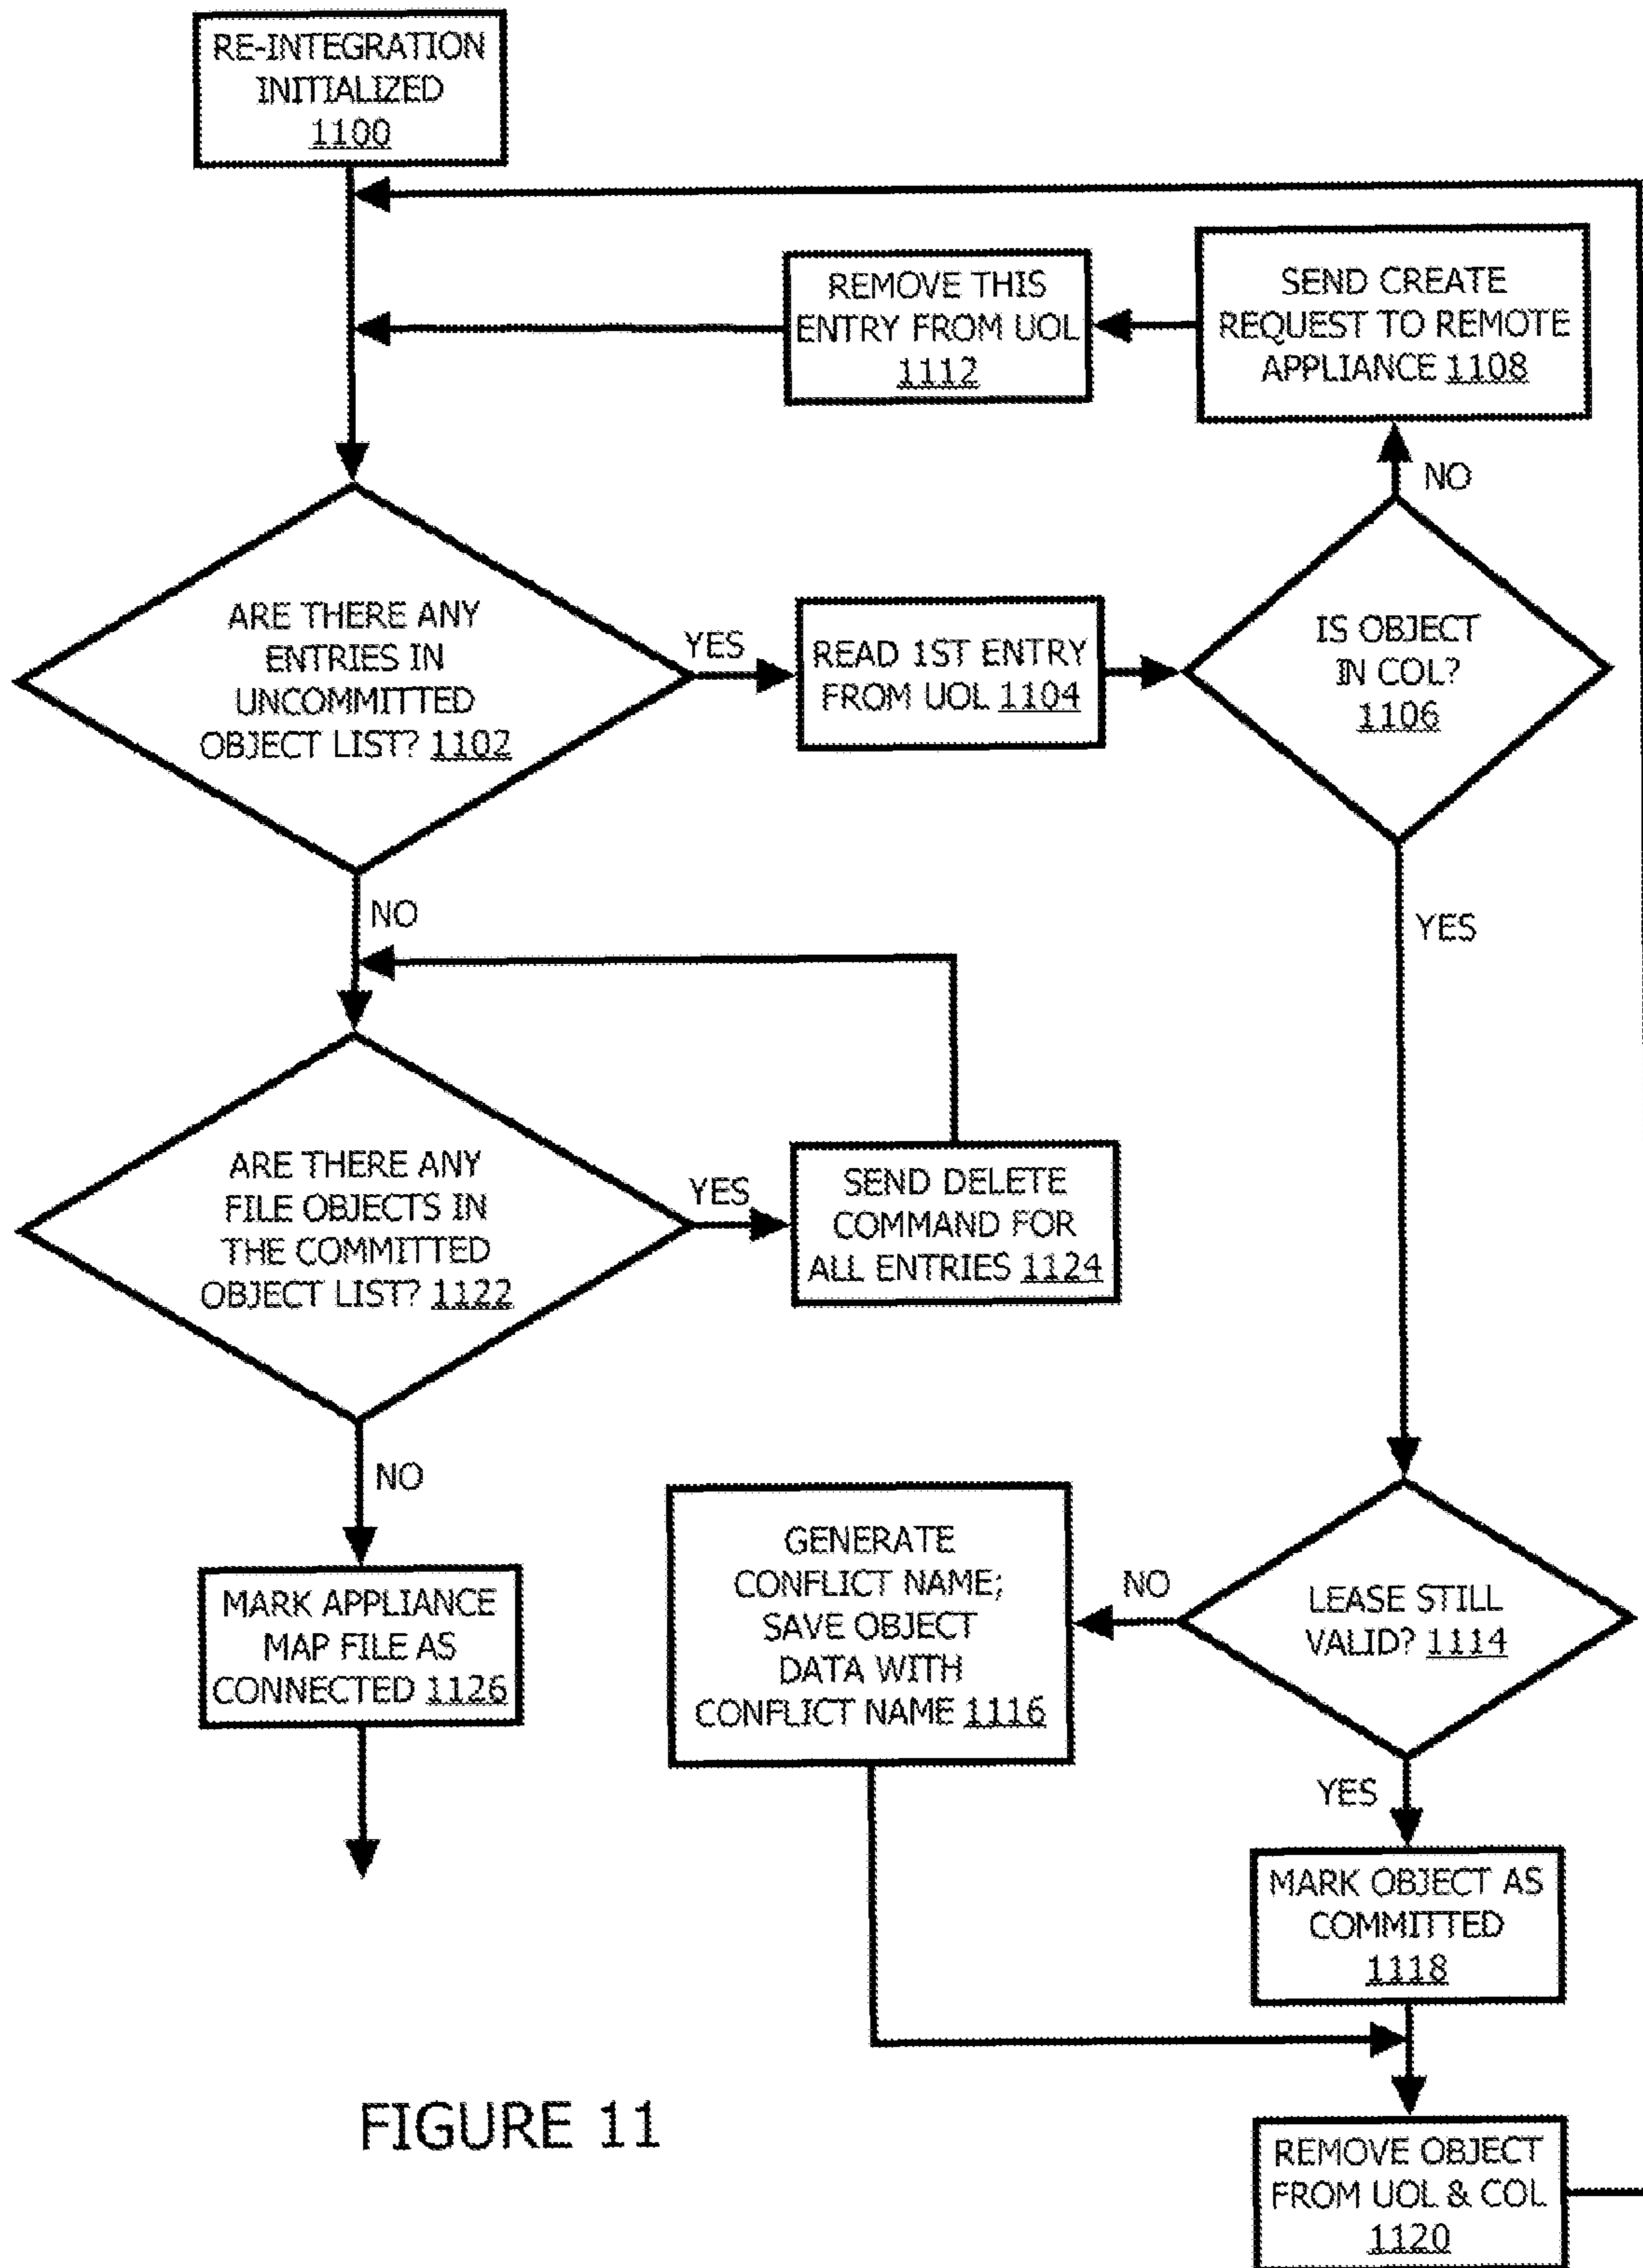 RE-INTEGRATION
INITIALIZED
1100
REMOVE THIS
ENTRY FROM UOL
1112
SEND CREATE
REQUEST TO REMOTE
APPLIANCE 1108
NO
ARE THERE ANY
ENTRIES IN
UNCOMMITTED
OBJECT LIST? 1102
YES
READ 1ST ENTRY
FROM UOL 1104
IS OBJECT
IN COL?
1106
NO
YES
ARE THERE ANY
FILE OBJECTS IN
THE COMMITTED
OBJECT LIST? 1122
YES
SEND DELETE
COMMAND FOR
ALL ENTRIES 1124
NO
MARK APPLIANCE
MAP FILE AS
CONNECTED 1126
GENERATE
CONFLICT NAME;
SAVE OBJECT
DATA WITH
CONFLICT NAME 1116
NO
LEASE STILL
VALID? 1114
YES
MARK OBJECT AS
COMMITTED
1118
REMOVE OBJECT
FROM UOL & COL
1120
FIGURE 11